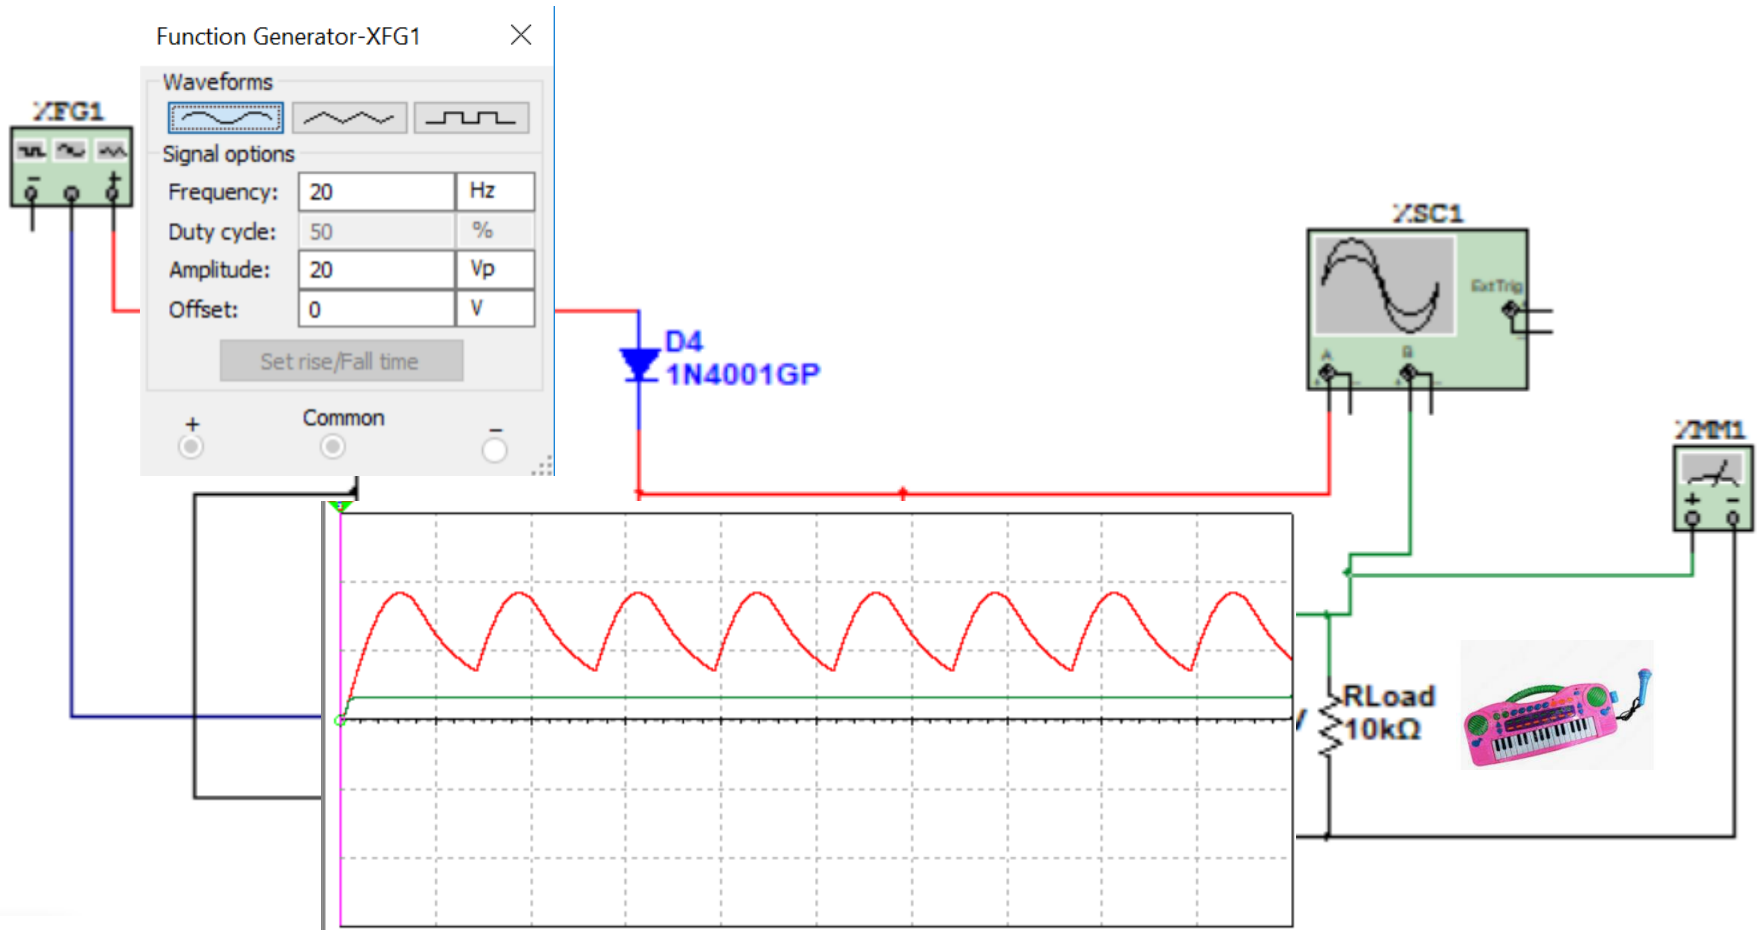 Function Generator-XFG1
Waveforms
Signal options
Frequency: 20 Hz
Duty cycle: 50 %
Amplitude: 20 Vp
Offset: 0 V
Set rise/Fall time
+ Common −
XFG1
− +
D4
1N4001GP
XSC1
Ext Trig
A B
XMM1
+ −
V
RLoad
10kΩ